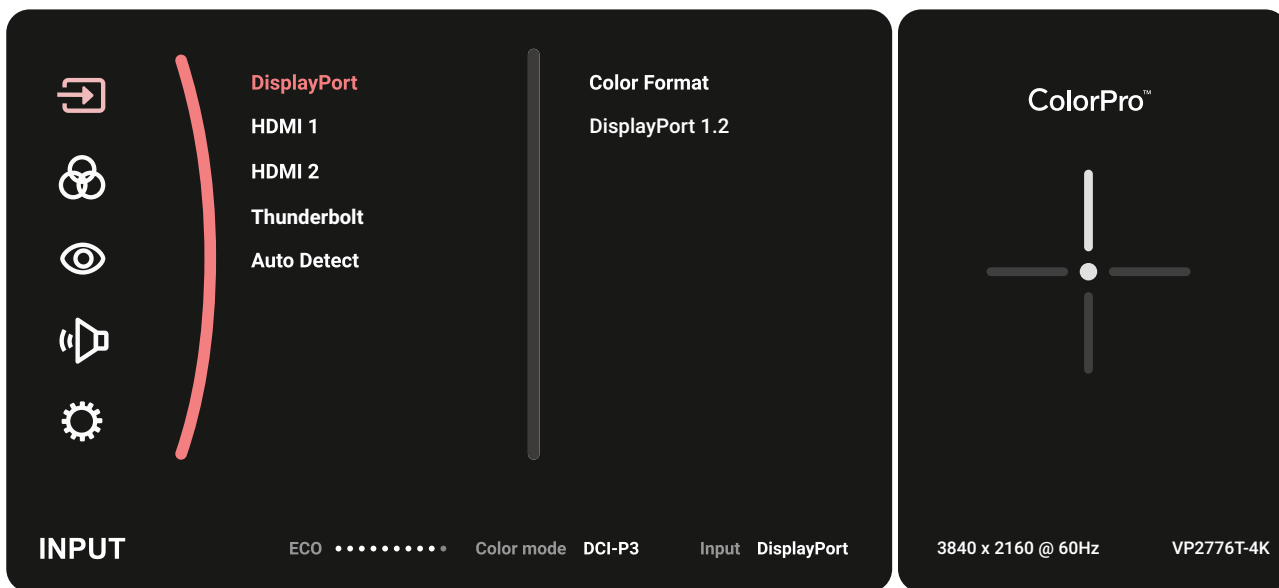 DisplayPort
HDMI 1
HDMI 2
Thunderbolt
Auto Detect
Color Format
DisplayPort 1.2
INPUT
ECO
Color mode DCI-P3
Input DisplayPort
ColorPro™
3840 x 2160 @ 60Hz
VP2776T-4K